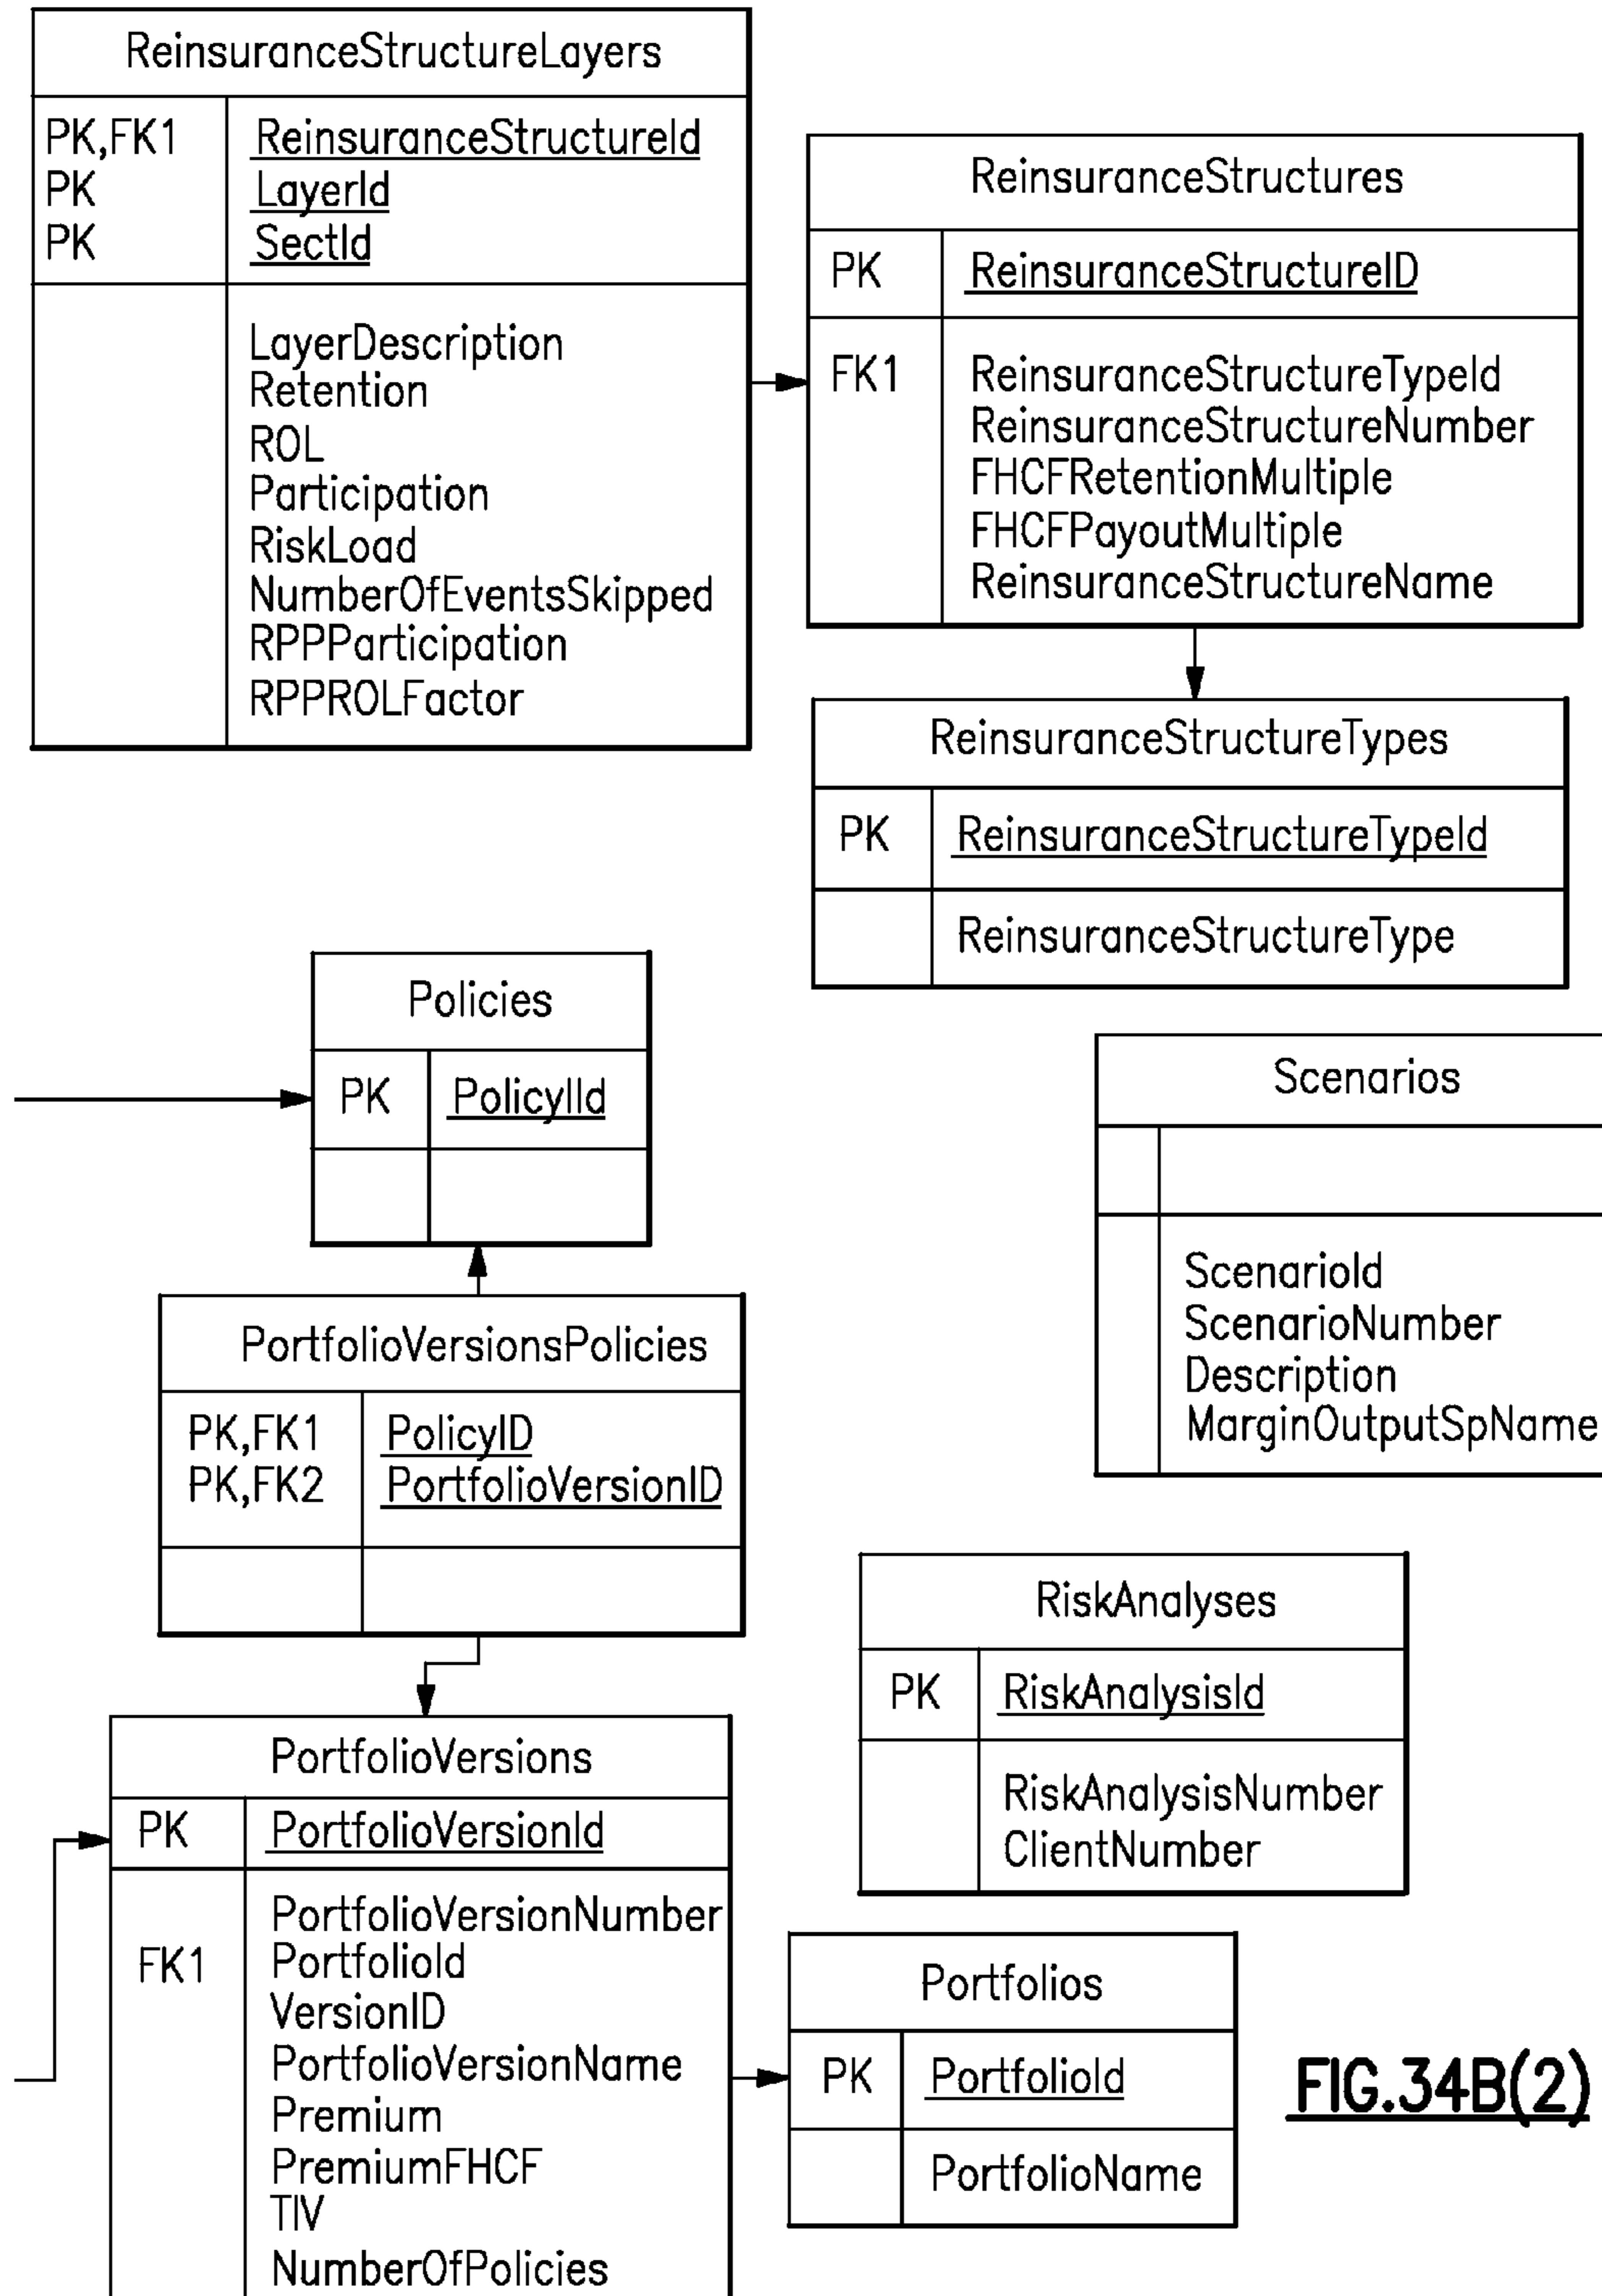 ReinsuranceStructureLayers
PK,FK1 ReinsuranceStructureId
PK LayerId
PK SectId
LayerDescription
Retention
ROL
Participation
RiskLoad
NumberOfEventsSkipped
RPPParticipation
RPPROLFactor
ReinsuranceStructures
PK ReinsuranceStructureID
FK1 ReinsuranceStructureTypeId
ReinsuranceStructureNumber
FHCFRetentionMultiple
FHCFPayoutMultiple
ReinsuranceStructureName
ReinsuranceStructureTypes
PK ReinsuranceStructureTypeId
ReinsuranceStructureType
Policies
PK PolicyIId
Scenarios
ScenarioId
ScenarioNumber
Description
MarginOutputSpName
PortfolioVersionsPolicies
PK,FK1 PolicyID
PK,FK2 PortfolioVersionID
RiskAnalyses
PK RiskAnalysisId
RiskAnalysisNumber
ClientNumber
PortfolioVersions
PK PortfolioVersionId
PortfolioVersionNumber
FK1 PortfolioId
VersionID
PortfolioVersionName
Premium
PremiumFHCF
TIV
NumberOfPolicies
Portfolios
PK PortfolioId
PortfolioName
FIG.34B(2)